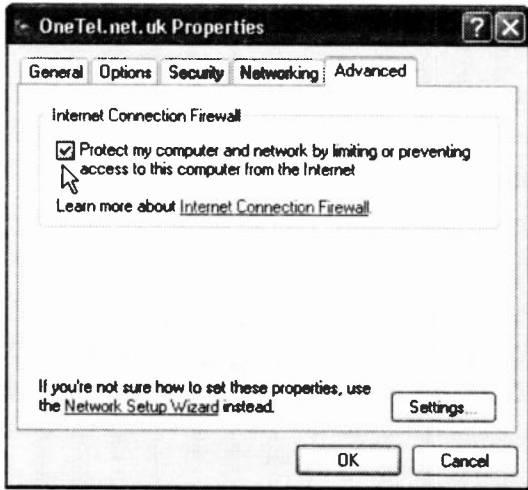 OneTel.net.uk Properties
General Options Security Networking Advanced
Internet Connection Firewall
Protect my computer and network by limiting or preventing
access to this computer from the Internet
Learn more about Internet Connection Firewall.
If you're not sure how to set these properties, use
the Network Setup Wizard instead.
Settings...
OK Cancel